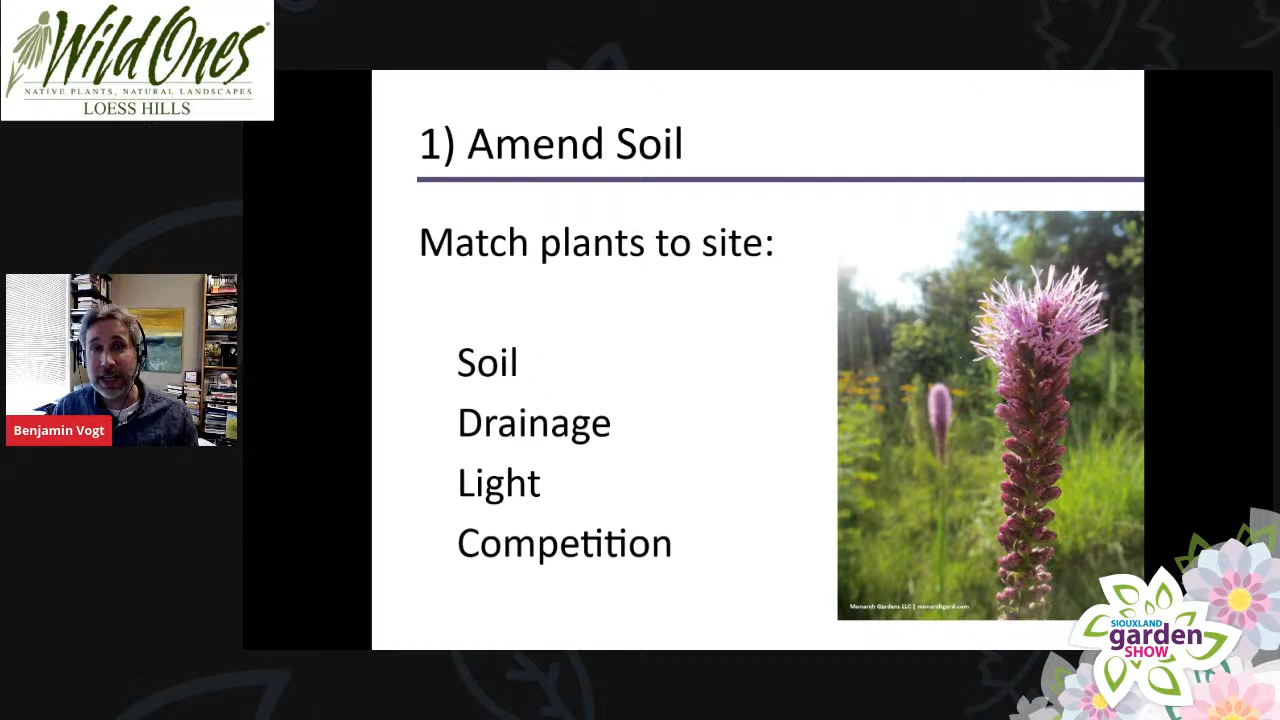 Wild Ones®
NATIVE PLANTS, NATURAL LANDSCAPES
LOESS HILLS
1) Amend Soil
Match plants to site:
Soil
Drainage
Light
Competition
Benjamin Vogt
Monarch Gardens LLC | monarchgard.com
SIOUXLAND
garden
SHOW